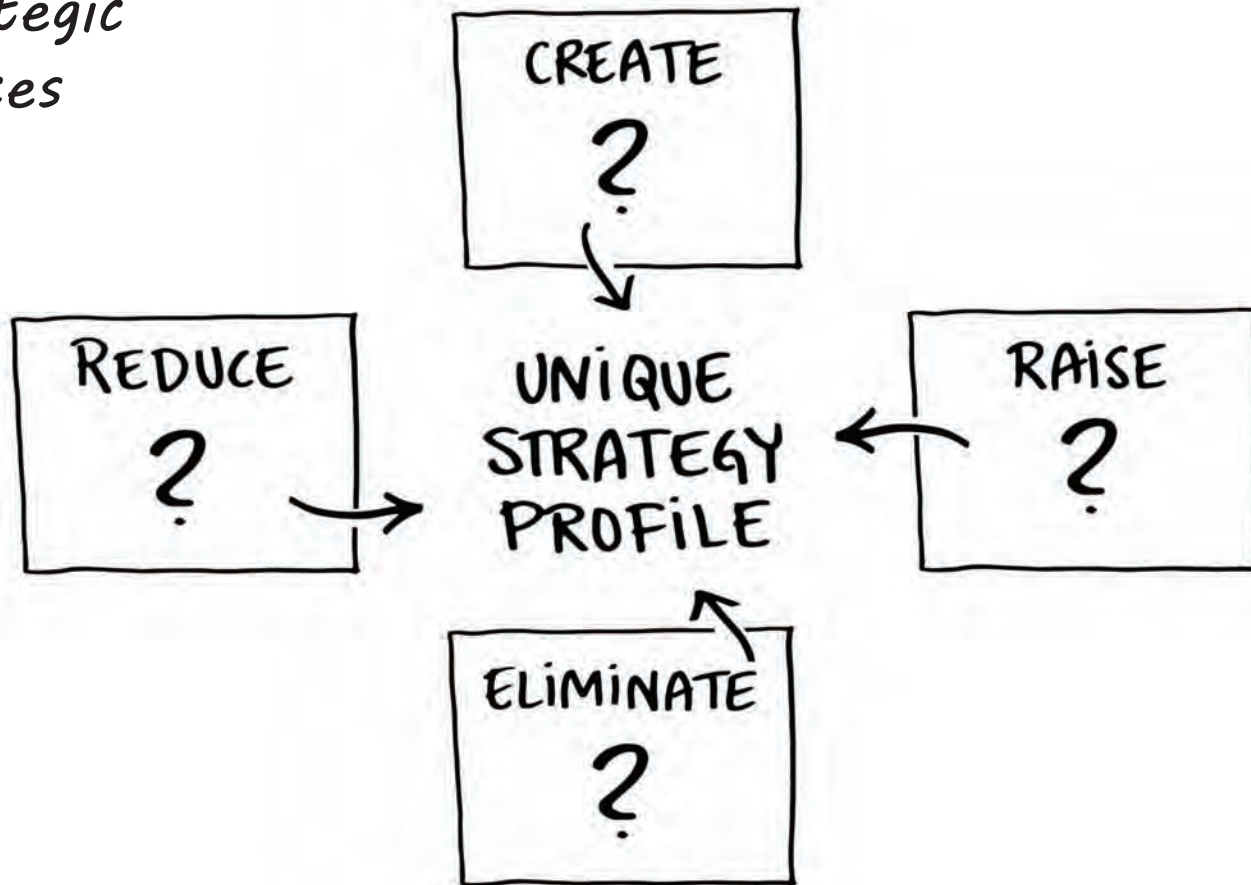 CREATE
?
REDUCE
?
UNIQUE
STRATEGY
PROFILE
RAISE
?
ELIMINATE
?